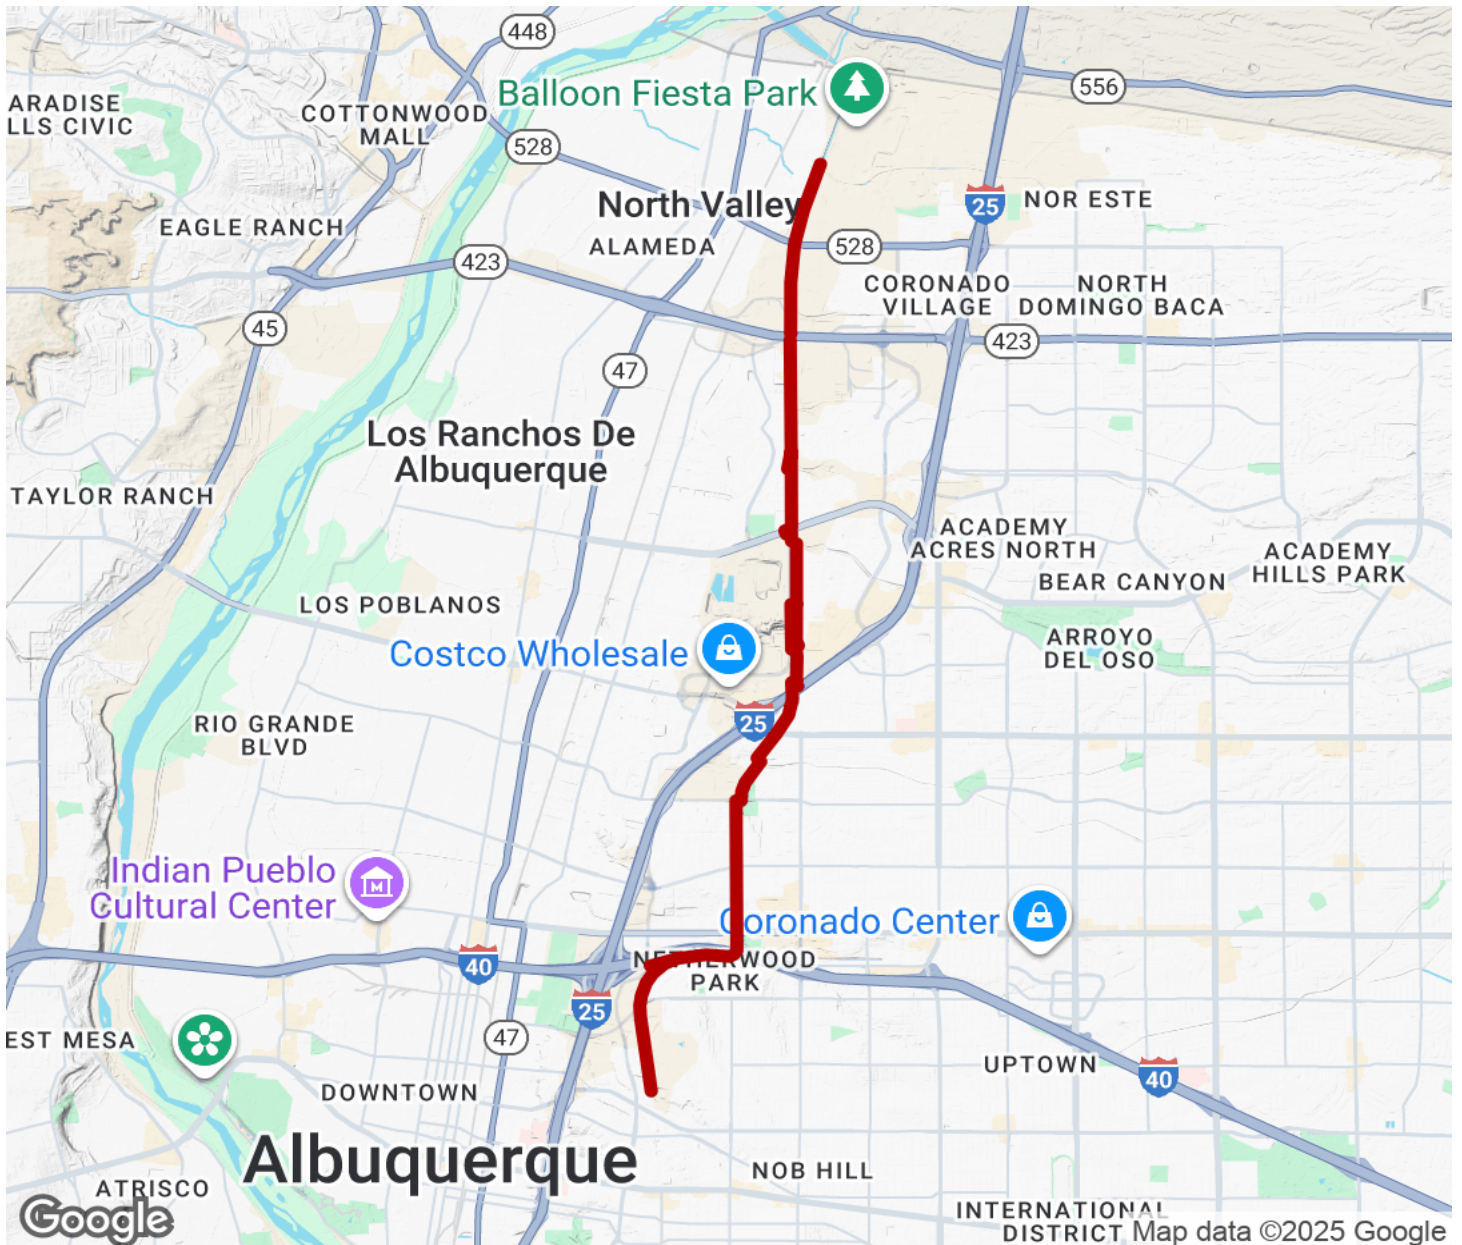 448
Balloon Fiesta Park
556
ARADISE
LLS CIVIC
COTTONWOOD
MALL
528
North Valley
25
NOR ESTE
EAGLE RANCH
ALAMEDA
528
423
CORONADO
VILLAGE
NORTH
DOMINGO BACA
45
423
47
Los Ranchos De
Albuquerque
TAYLOR RANCH
ACADEMY
ACRES NORTH
ACADEMY
HILLS PARK
BEAR CANYON
LOS POBLANOS
Costco Wholesale
ARROYO
DEL OSO
RIO GRANDE
BLVD
25
Indian Pueblo
Cultural Center
Coronado Center
40
NETHERWOOD
PARK
25
EST MESA
47
UPTOWN
40
DOWNTOWN
Albuquerque
NOB HILL
ATRISCO
INTERNATIONAL
DISTRICT
Google
Map data ©2025 Google